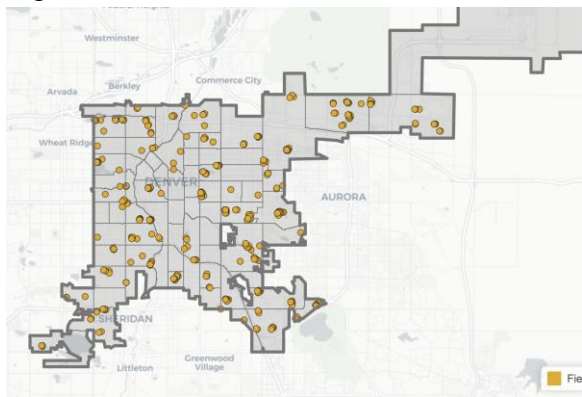 Westminster
Commerce City
Berkley
Arvada
Wheat Ridge
DENVER
AURORA
SHERIDAN
Littleton
Greenwood
Village
Fie